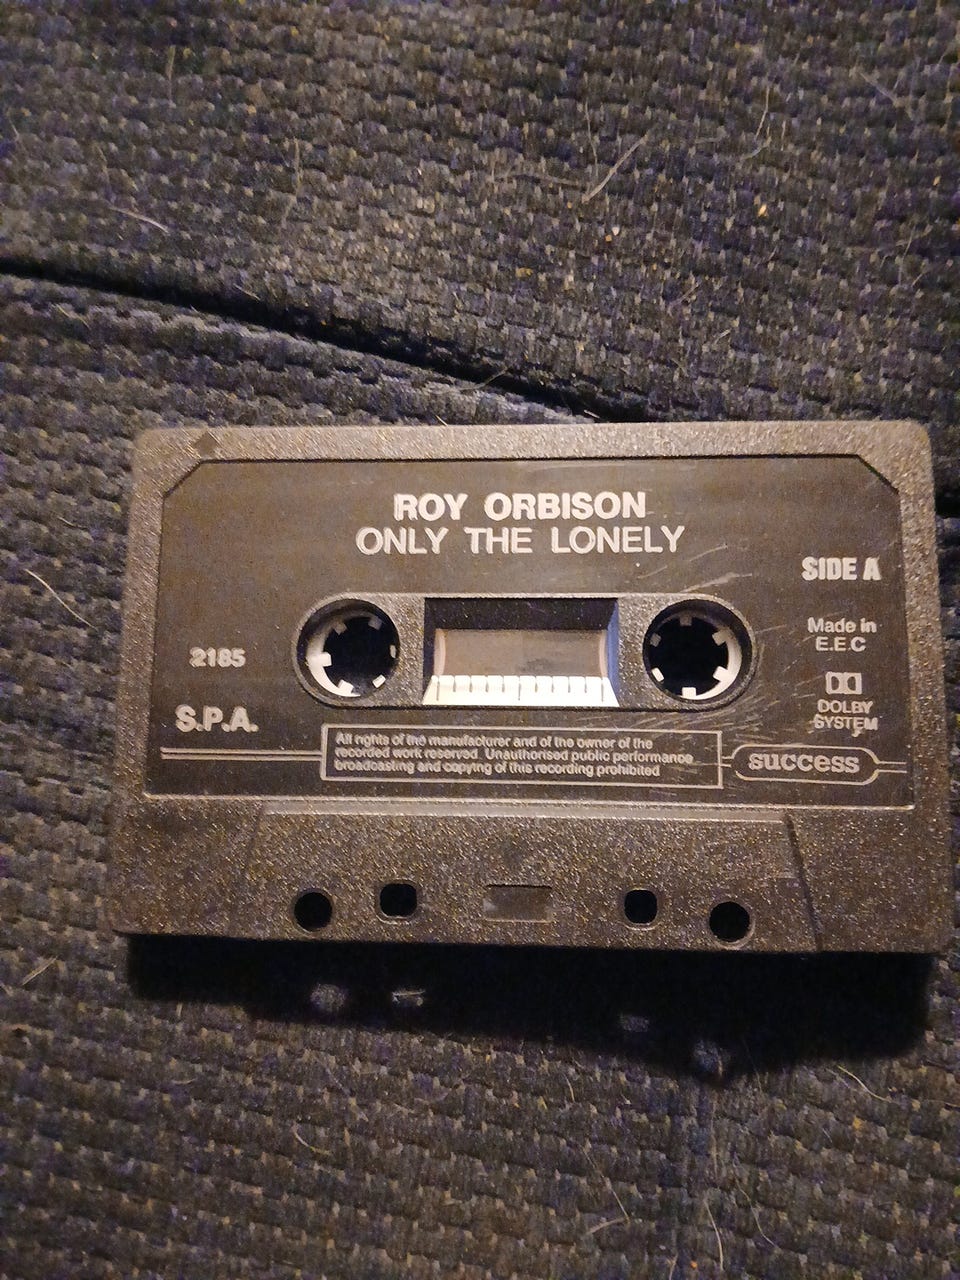 ROY ORBISON
ONLY THE LONELY
SIDE A
Made in
E.E.C
2185
DOLBY
SYSTEM
S.P.A.
All rights of the manufacturer and of the owner of the
recorded work reserved. Unauthorised public performance
broadcasting and copying of this recording prohibited
success